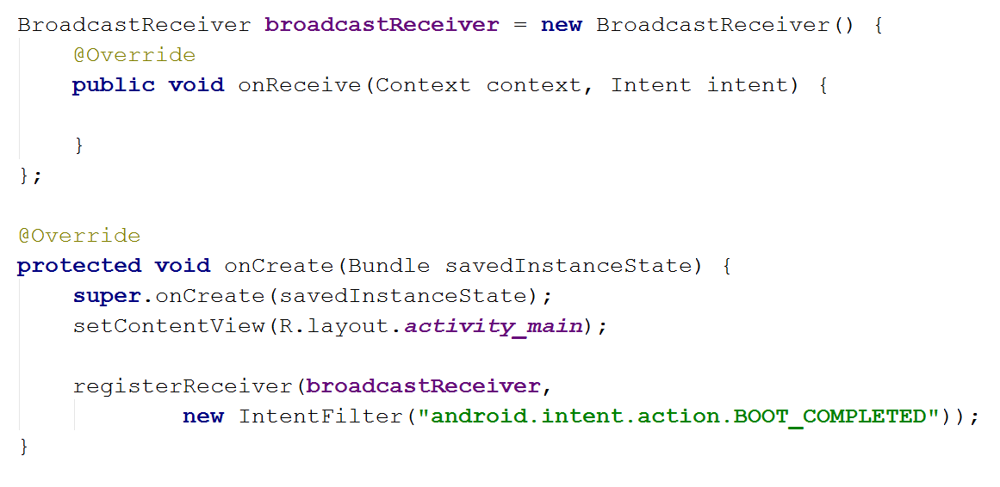 BroadcastReceiver broadcastReceiver = new BroadcastReceiver() {
    @Override
    public void onReceive(Context context, Intent intent) {

    }
};

@Override
protected void onCreate(Bundle savedInstanceState) {
    super.onCreate(savedInstanceState);
    setContentView(R.layout.activity_main);

    registerReceiver(broadcastReceiver,
            new IntentFilter("android.intent.action.BOOT_COMPLETED"));
}